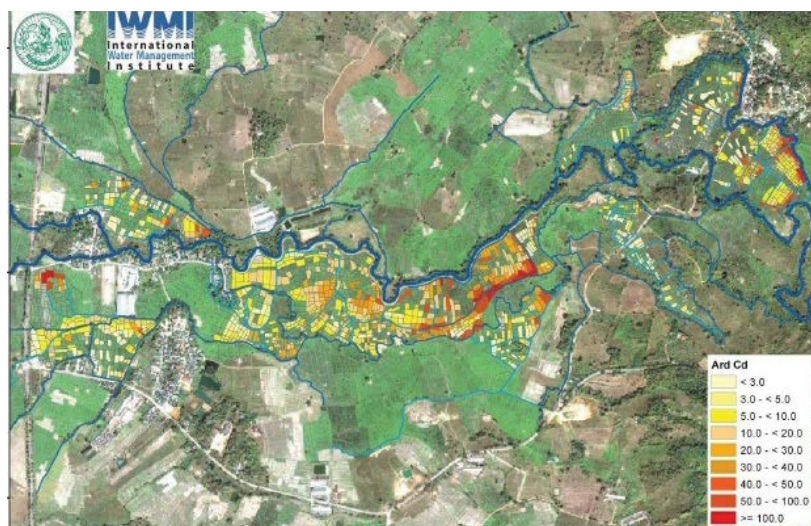 IWMI
International
Water Management
Institute
Ard Cd
< 3.0
3.0 - < 5.0
5.0 - < 10.0
10.0 - < 20.0
20.0 - < 30.0
30.0 - < 40.0
40.0 - < 50.0
50.0 - < 100.0
>= 100.0